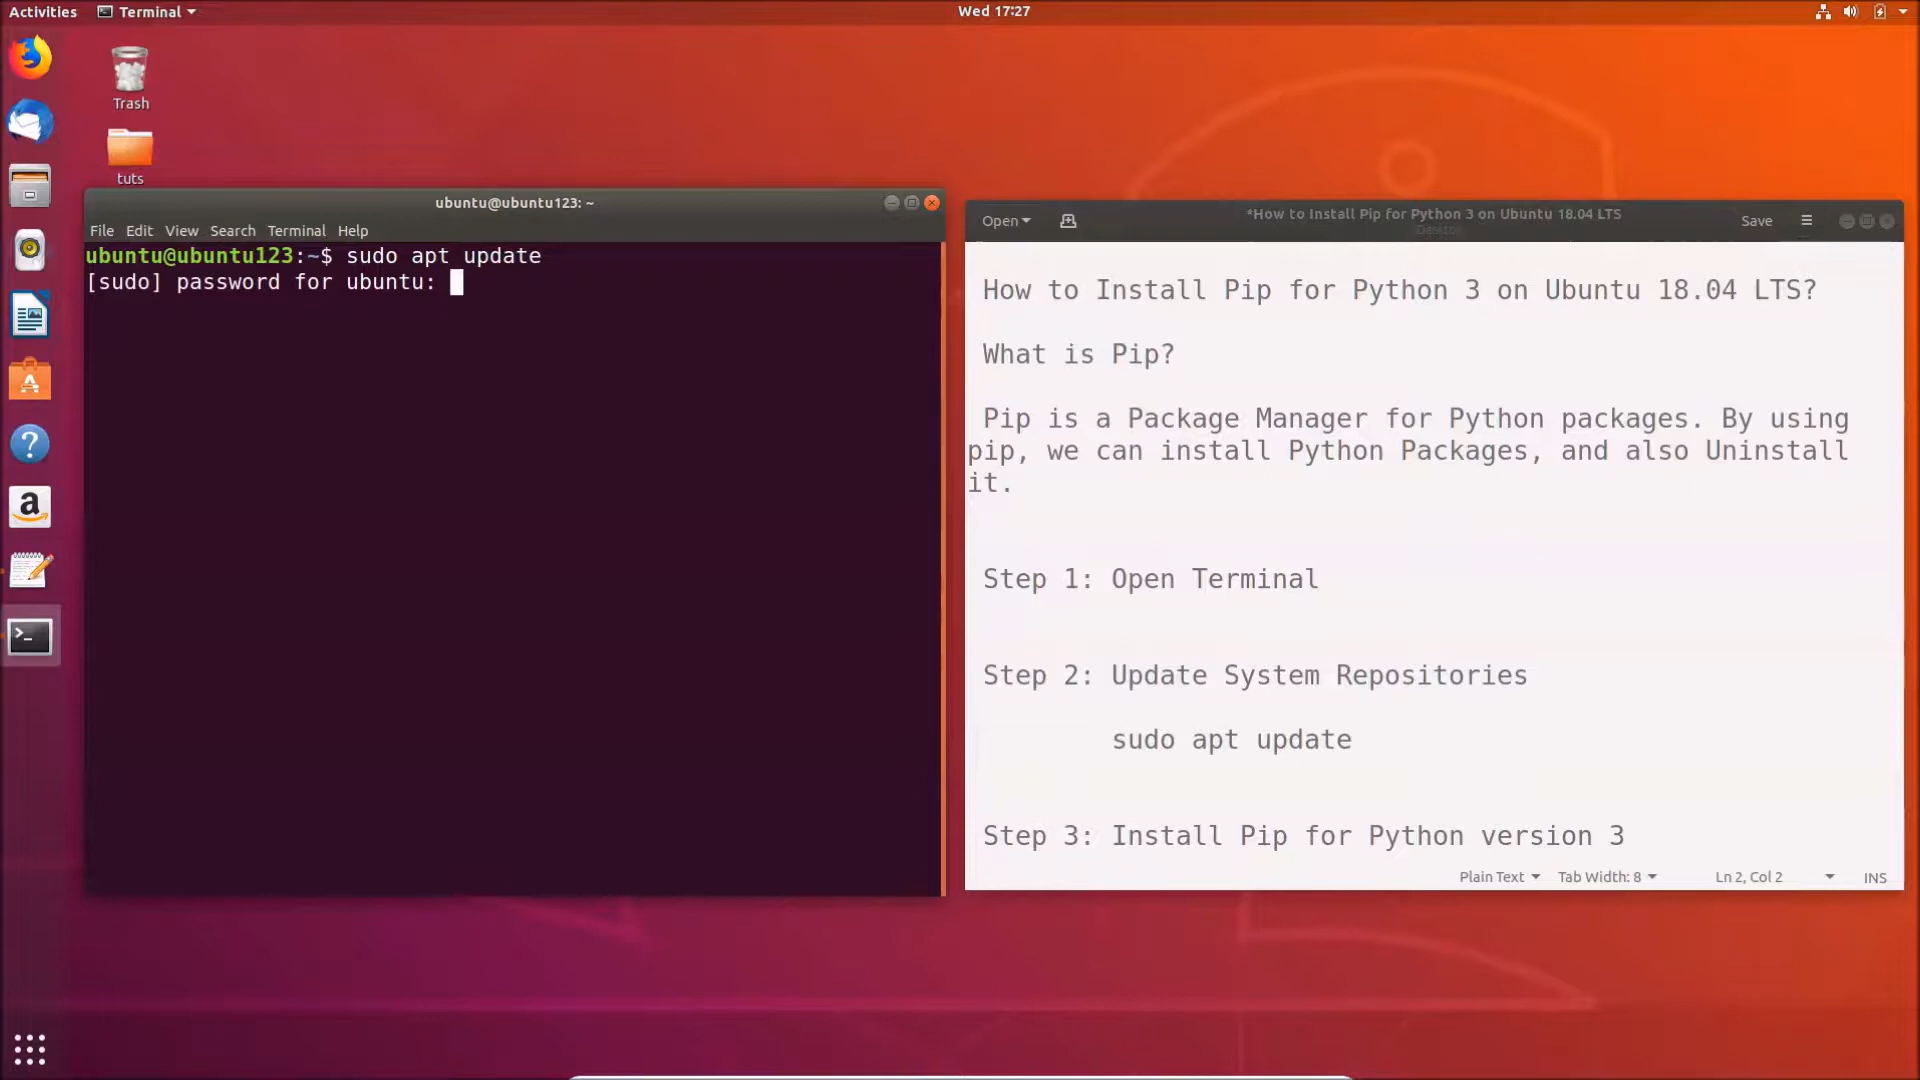 Activities
Terminal
Wed 17:27
Trash
tuts
ubuntu@ubuntu123: ~
File Edit View Search Terminal Help
ubuntu@ubuntu123:~$ sudo apt update
[sudo] password for ubuntu:
Open
*How to Install Pip for Python 3 on Ubuntu 18.04 LTS
Desktop
Save
How to Install Pip for Python 3 on Ubuntu 18.04 LTS?
What is Pip?
Pip is a Package Manager for Python packages. By using
pip, we can install Python Packages, and also Uninstall
it.
Step 1: Open Terminal
Step 2: Update System Repositories
sudo apt update
Step 3: Install Pip for Python version 3
Plain Text Tab Width: 8 Ln 2, Col 2 INS